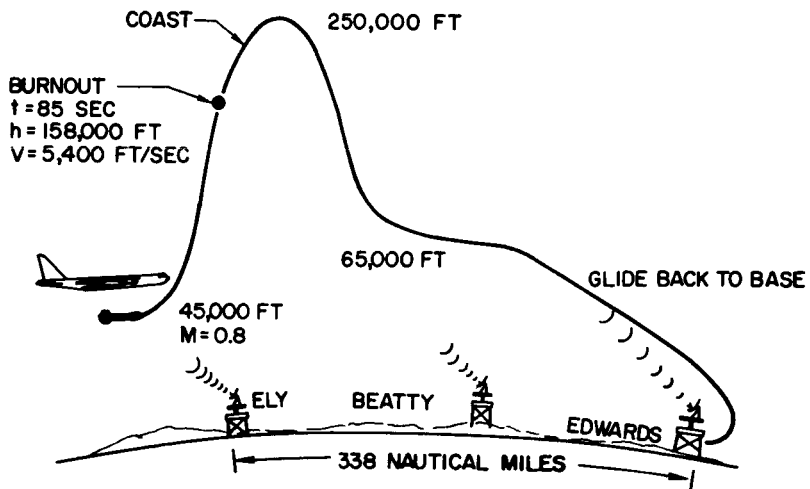 COAST
250,000 FT
BURNOUT
t=85 SEC
h=158,000 FT
V=5,400 FT/SEC
65,000 FT
GLIDE BACK TO BASE
45,000 FT
M=0.8
ELY
BEATTY
EDWARDS
338 NAUTICAL MILES